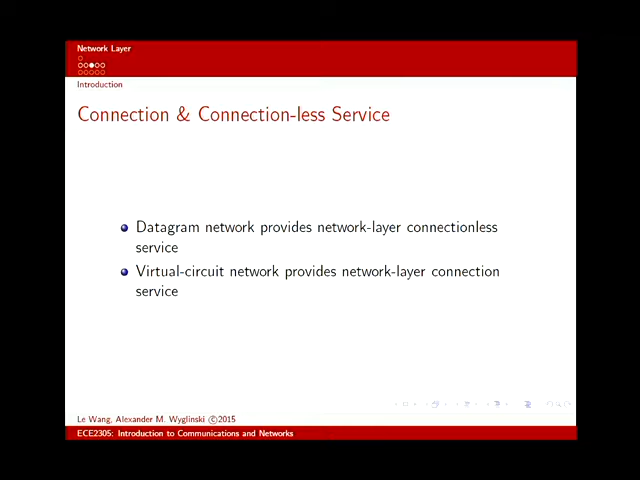 Network Layer
Introduction
Connection & Connection-less Service
Datagram network provides network-layer connectionless
service
Virtual-circuit network provides network-layer connection
service
Le Wang, Alexander M. Wyglinski ©2015
ECE2305: Introduction to Communications and Networks